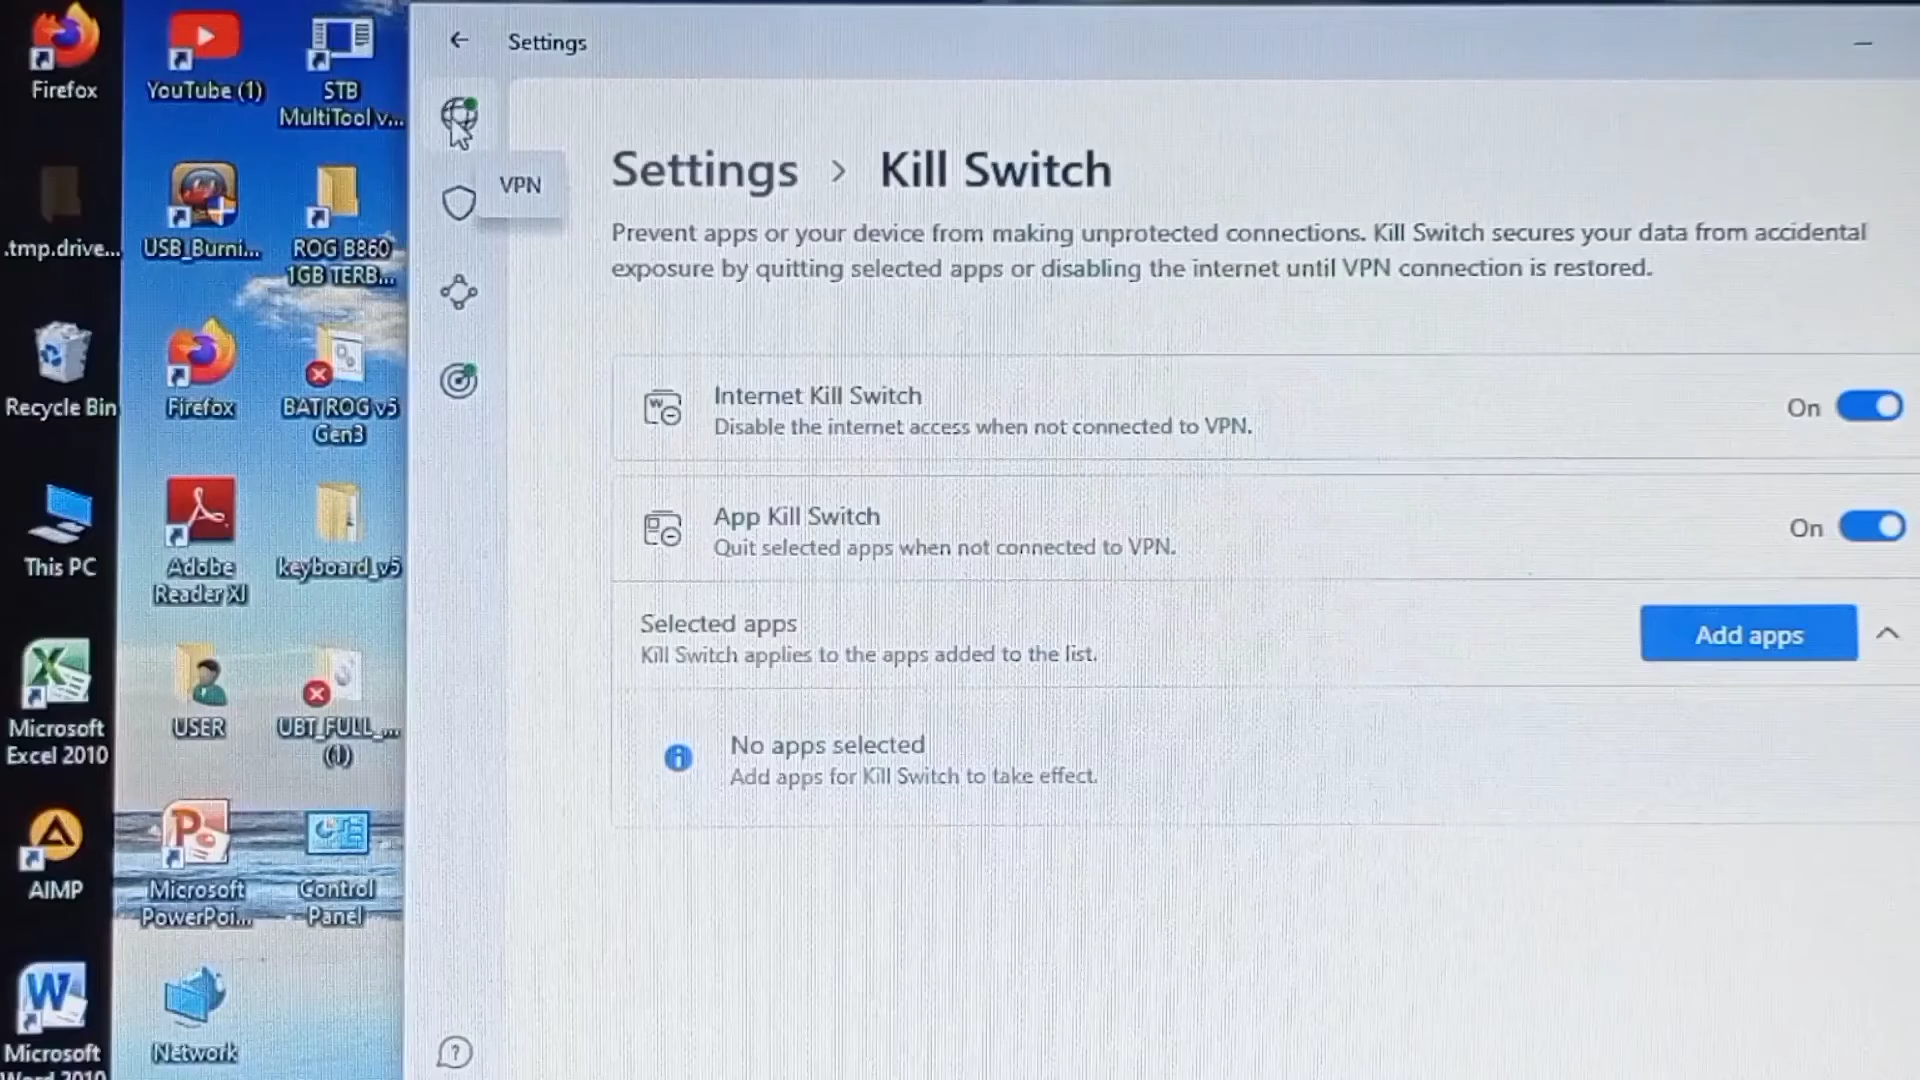 Firefox
.tmp.drive...
Recycle Bin
This PC
Microsoft
Excel 2010
AIMP
Microsoft
Word 2010
YouTube (1)
USB_Burni...
Firefox
Adobe
Reader XI
USER
Microsoft
PowerPoi...
Network
STB
MultiTool v...
ROG B860
1GB TERB...
BAT ROG v5
Gen3
keyboard_v5
UBT_FULL_...
(1)
Control
Panel
Settings
VPN
Settings > Kill Switch
Prevent apps or your device from making unprotected connections. Kill Switch secures your data from accidental
exposure by quitting selected apps or disabling the internet until VPN connection is restored.
Internet Kill Switch
Disable the internet access when not connected to VPN.
On
App Kill Switch
Quit selected apps when not connected to VPN.
On
Selected apps
Kill Switch applies to the apps added to the list.
Add apps
No apps selected
Add apps for Kill Switch to take effect.